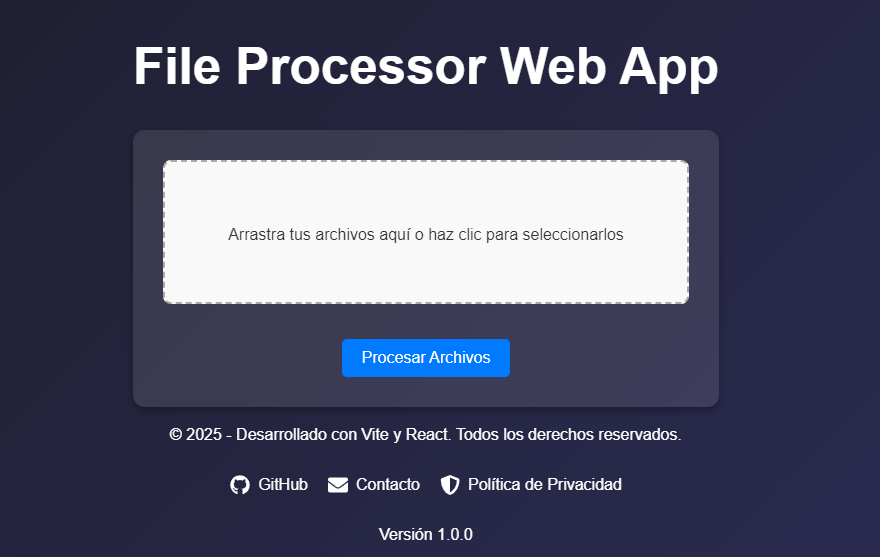 File Processor Web App
Arrastra tus archivos aquí o haz clic para seleccionarlos
Procesar Archivos
© 2025 - Desarrollado con Vite y React. Todos los derechos reservados.
GitHub Contacto Política de Privacidad
Versión 1.0.0